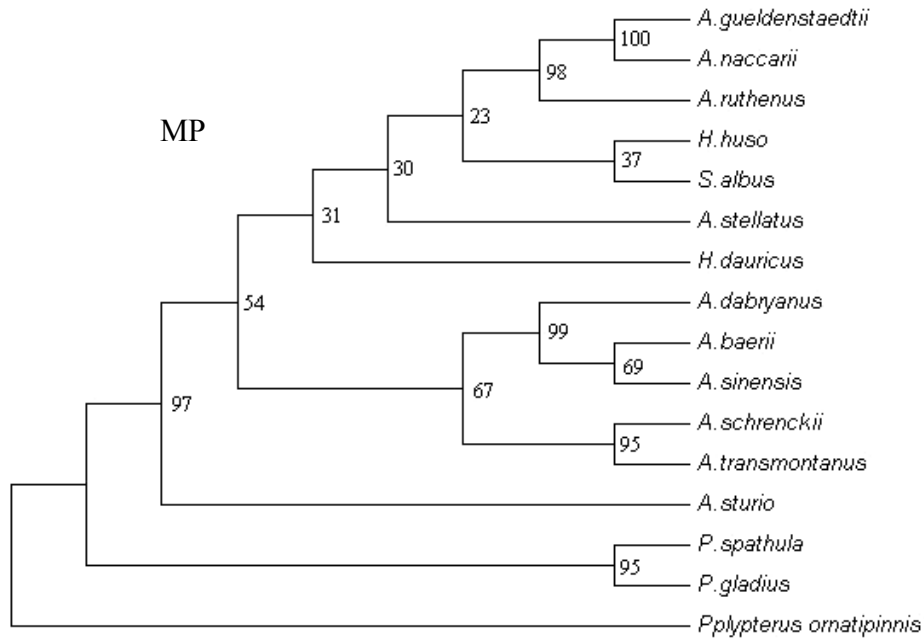 A.gueldenstaedtii
100
A.naccarii
98
A.ruthenus
23
MP
H.huso
37
30
S.albus
A.stellatus
31
H.dauricus
A.dabryanus
54
99
A.baerii
69
A.sinensis
67
97
A.schrenckii
95
A.transmontanus
A.sturio
P.spathula
95
P.gladius
Pplypterus ornatipinnis